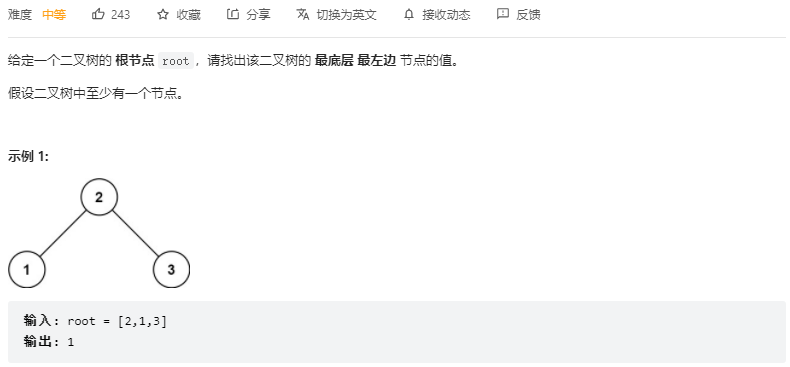 难度 中等 243 收藏 分享 切换为英文 接收动态 反馈
给定一个二叉树的 根节点 root，请找出该二叉树的 最底层 最左边 节点的值。
假设二叉树中至少有一个节点。
示例 1:
2
1 3
输入: root = [2,1,3]
输出: 1